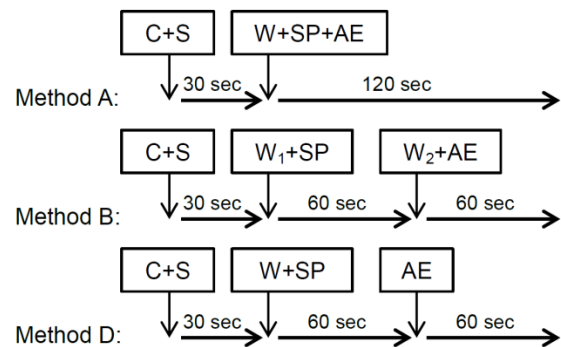 C+S W+SP+AE
Method A: 30 sec 120 sec
C+S W₁+SP W₂+AE
Method B: 30 sec 60 sec 60 sec
C+S W+SP AE
Method D: 30 sec 60 sec 60 sec